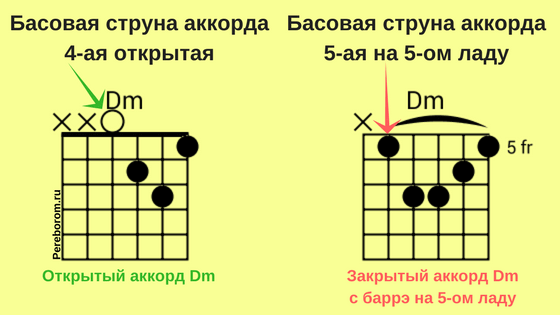 Басовая струна аккорда
4-ая открытая
Dm
Pereborom.ru
Открытый аккорд Dm
Басовая струна аккорда
5-ая на 5-ом ладу
Dm
5 fr
Закрытый аккорд Dm
с баррэ на 5-ом ладу